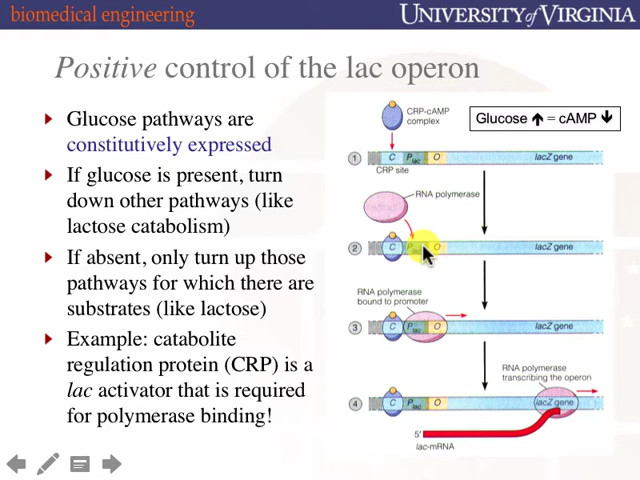 biomedical engineering
UNIVERSITY of VIRGINIA
Positive control of the lac operon
Glucose pathways are
constitutively expressed
If glucose is present, turn
down other pathways (like
lactose catabolism)
If absent, only turn up those
pathways for which there are
substrates (like lactose)
Example: catabolite
regulation protein (CRP) is a
lac activator that is required
for polymerase binding!
CRP-cAMP
complex
Glucose = cAMP
1 C Plac O lacZ gene
CRP site
RNA polymerase
2 C Plac O lacZ gene
RNA polymerase
bound to promoter
3 C Plac O lacZ gene
RNA polymerase
transcribing the operon
4 C Plac O lacZ gene
5'
lac-mRNA